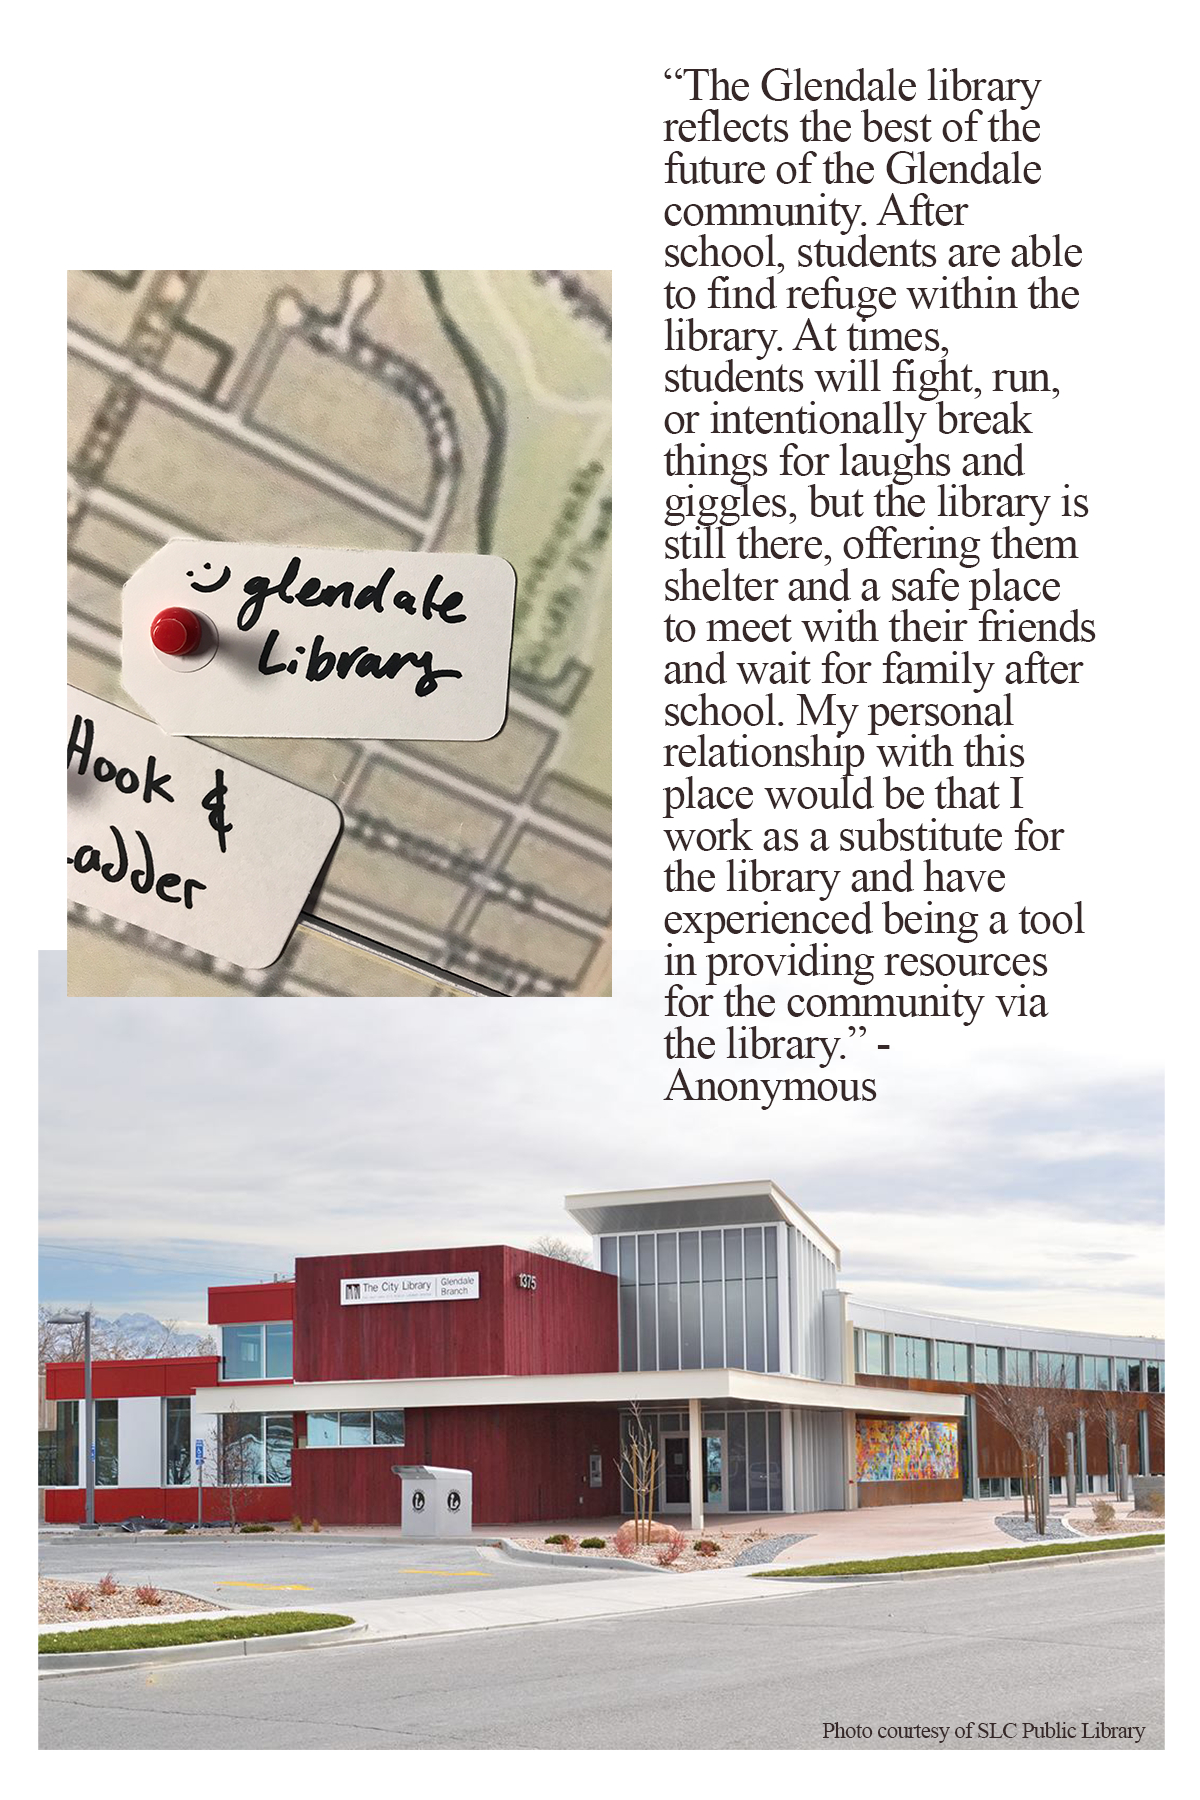 “The Glendale library
reflects the best of the
future of the Glendale
community. After
school, students are able
to find refuge within the
library. At times,
students will fight, run,
or intentionally break
things for laughs and
giggles, but the library is
still there, offering them
shelter and a safe place
to meet with their friends
and wait for family after
school. My personal
relationship with this
place would be that I
work as a substitute for
the library and have
experienced being a tool
in providing resources
for the community via
the library.” -
Anonymous
:) glendale
Library
Hook &
Ladder
The City Library
Glendale
Branch
1375
Photo courtesy of SLC Public Library